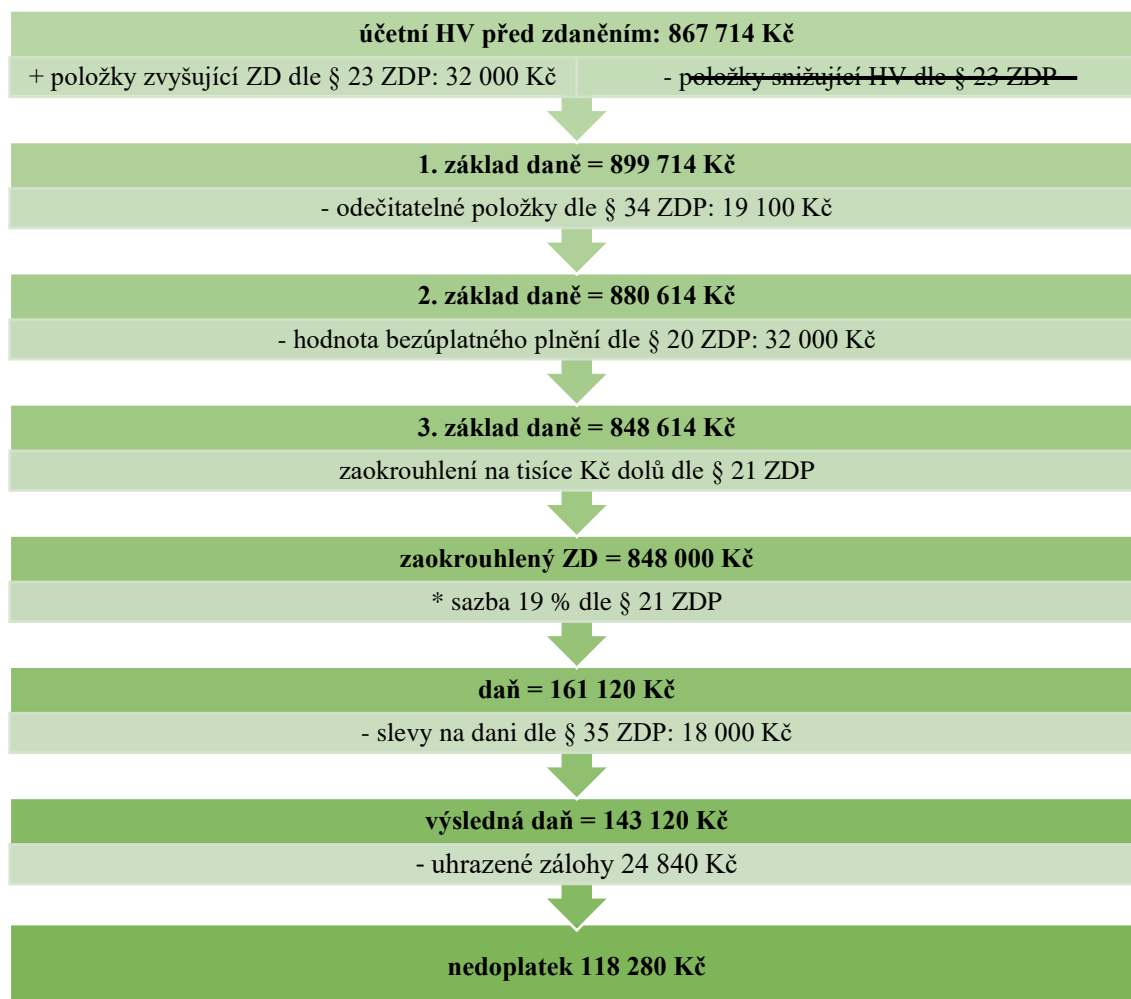 účetní HV před zdaněním: 867 714 Kč
+ položky zvyšující ZD dle § 23 ZDP: 32 000 Kč
- položky snižující HV dle § 23 ZDP
1. základ daně = 899 714 Kč
- odečitatelné položky dle § 34 ZDP: 19 100 Kč
2. základ daně = 880 614 Kč
- hodnota bezúplatného plnění dle § 20 ZDP: 32 000 Kč
3. základ daně = 848 614 Kč
zaokrouhlení na tisíce Kč dolů dle § 21 ZDP
zaokrouhlený ZD = 848 000 Kč
* sazba 19 % dle § 21 ZDP
daň = 161 120 Kč
- slevy na dani dle § 35 ZDP: 18 000 Kč
výsledná daň = 143 120 Kč
- uhrazené zálohy 24 840 Kč
nedoplatek 118 280 Kč